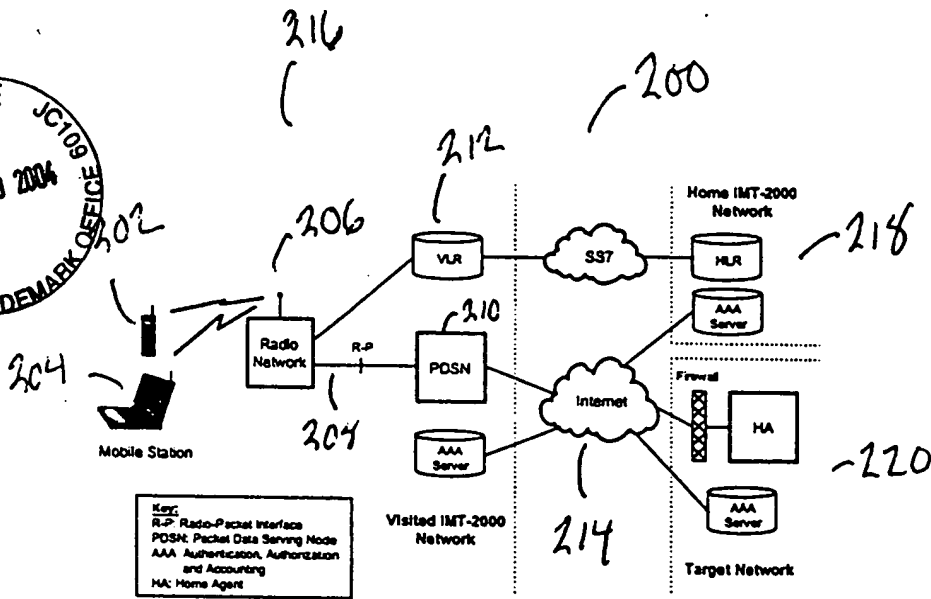 216
200
JC109
2004
DEMARK OFFICE
202
206
212
Home IMT-2000
Network
218
VLR
SS7
HLR
AAA
Server
204
Radio
Network
R-P
208
210
PDSN
Internet
Firewall
HA
Mobile Station
AAA
Server
220
Key:
R-P: Radio-Packet Interface
PDSN: Packet Data Serving Node
AAA Authentication, Authorization
and Accounting
HA: Home Agent
Visited IMT-2000
Network
214
AAA
Server
Target Network